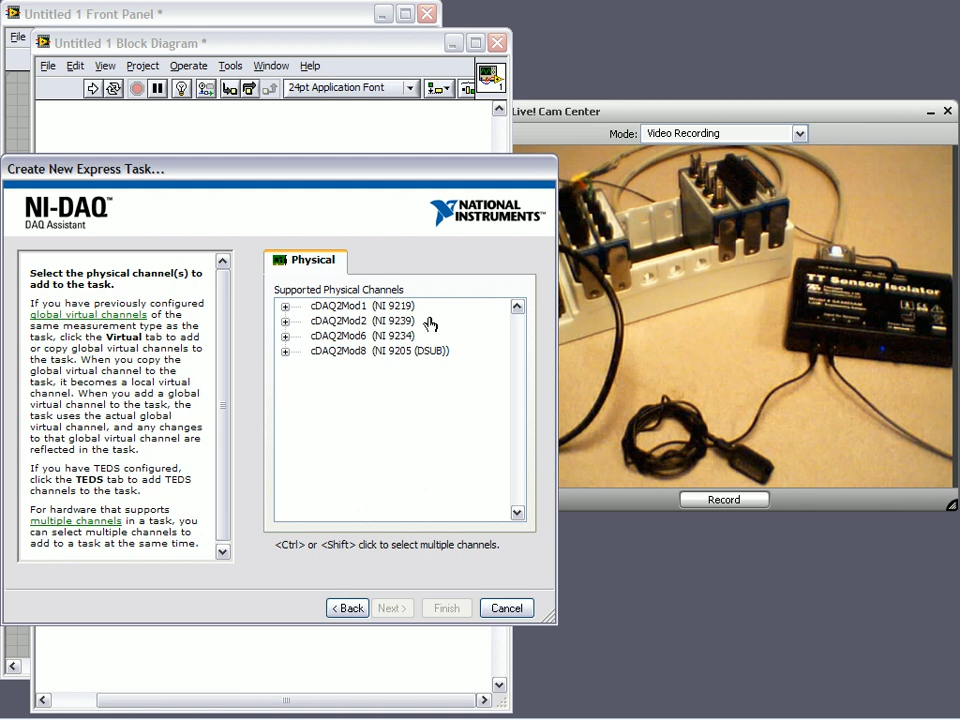 Untitled 1 Front Panel *
File
Untitled 1 Block Diagram *
File Edit View Project Operate Tools Window Help
24pt Application Font
1
Live! Cam Center
Mode: Video Recording
TT Sensor Isolator
Record
Create New Express Task...
NI-DAQ™
DAQ Assistant
NATIONAL
INSTRUMENTS™
Select the physical channel(s) to
add to the task.
If you have previously configured
global virtual channels of the
same measurement type as the
task, click the Virtual tab to add
or copy global virtual channels to
the task. When you copy the
global virtual channel to the
task, it becomes a local virtual
channel. When you add a global
virtual channel to the task, the
task uses the actual global
virtual channel, and any changes
to that global virtual channel are
reflected in the task.
If you have TEDS configured,
click the TEDS tab to add TEDS
channels to the task.
For hardware that supports
multiple channels in a task, you
can select multiple channels to
add to a task at the same time.
Physical
Supported Physical Channels
cDAQ2Mod1 (NI 9219)
cDAQ2Mod2 (NI 9239)
cDAQ2Mod6 (NI 9234)
cDAQ2Mod8 (NI 9205 (DSUB))
<Ctrl> or <Shift> click to select multiple channels.
< Back Next > Finish Cancel